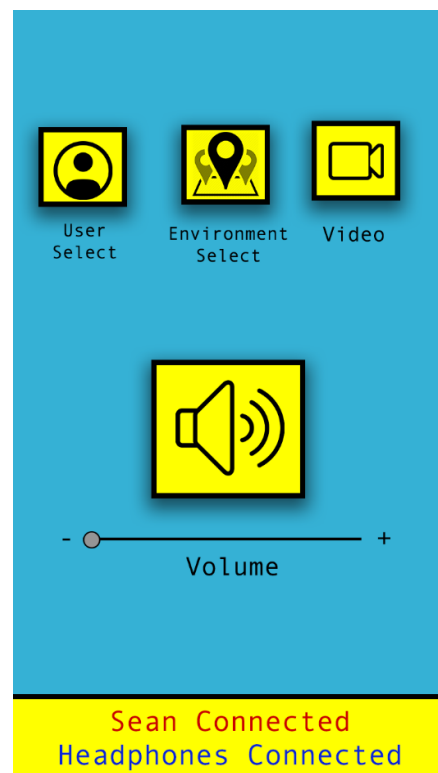 User
Select
Environment
Select
Video
- +
Volume
Sean Connected
Headphones Connected